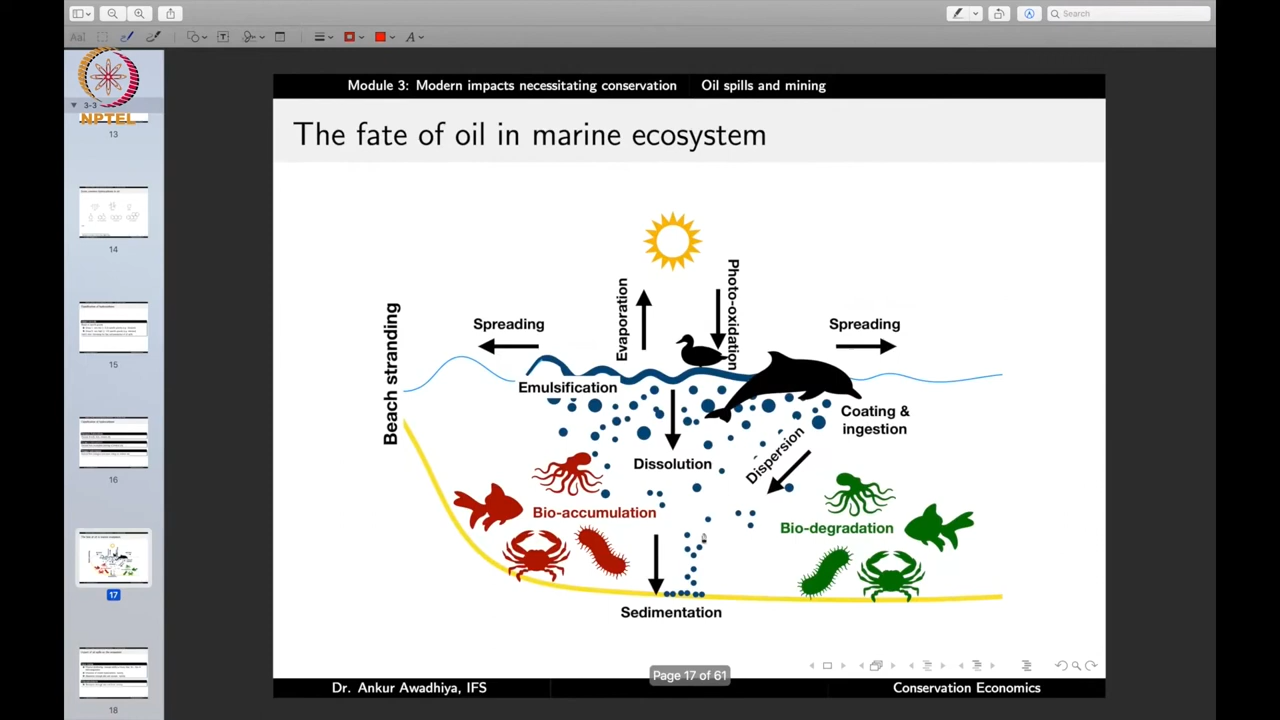 Search
NPTEL
3-3
13
14
15
16
17
18
Module 3: Modern impacts necessitating conservation
Oil spills and mining
The fate of oil in marine ecosystem
Beach stranding
Spreading
Evaporation
Photo-oxidation
Spreading
Emulsification
Coating &
ingestion
Dissolution
Dispersion
Bio-accumulation
Bio-degradation
Sedimentation
Page 17 of 61
Dr. Ankur Awadhiya, IFS
Conservation Economics